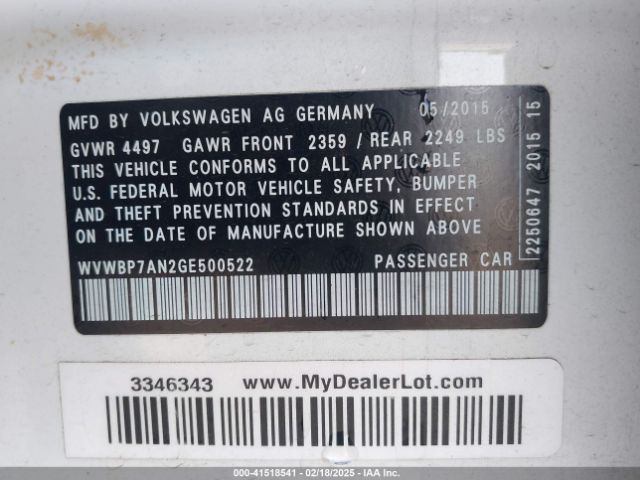 MFD BY VOLKSWAGEN AG GERMANY 05/2015
GVWR 4497 GAWR FRONT 2359 / REAR 2249 LBS
THIS VEHICLE CONFORMS TO ALL APPLICABLE
U.S. FEDERAL MOTOR VEHICLE SAFETY, BUMPER
AND THEFT PREVENTION STANDARDS IN EFFECT
ON THE DATE OF MANUFACTURE SHOWN ABOVE
WVWBP7AN2GE500522 PASSENGER CAR
2250647 2015 15
3346343 www.MyDealerLot.com
000-41518541 / 02/18/2025 — IAA Inc.